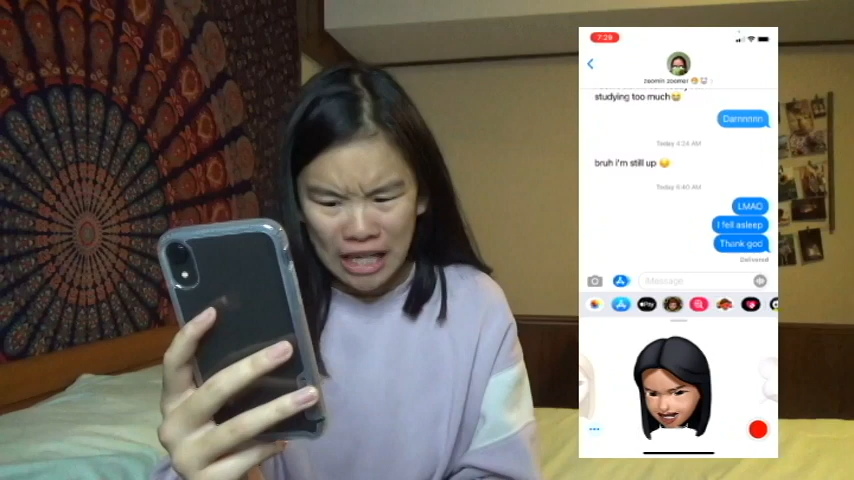 7:29
zoomin zoomer
studying too much😭
Darnnnnn
Today 4:24 AM
bruh i'm still up 😔
Today 6:40 AM
LMAO
I fell asleep
Thank god
Delivered
iMessage
Pay